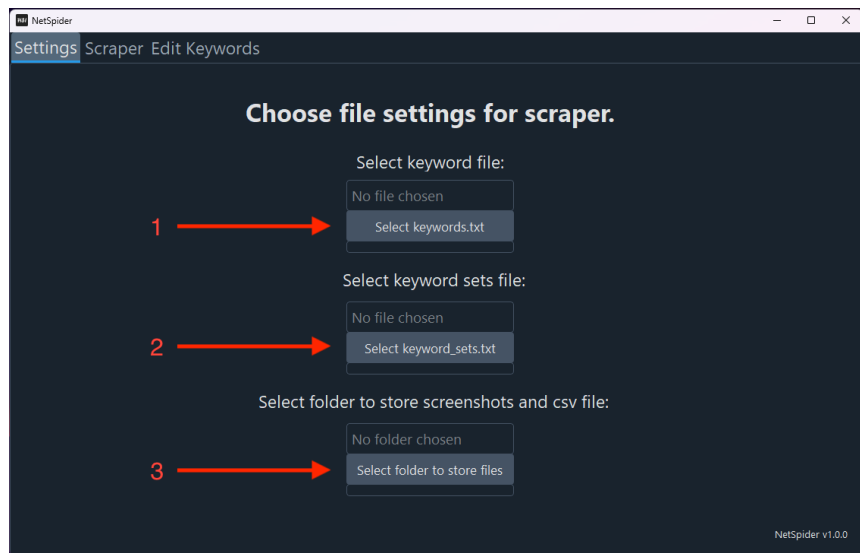 NetSpider
Settings Scraper Edit Keywords
Choose file settings for scraper.
Select keyword file:
No file chosen
1
Select keywords.txt
Select keyword sets file:
No file chosen
2
Select keyword_sets.txt
Select folder to store screenshots and csv file:
No folder chosen
3
Select folder to store files
NetSpider v1.0.0